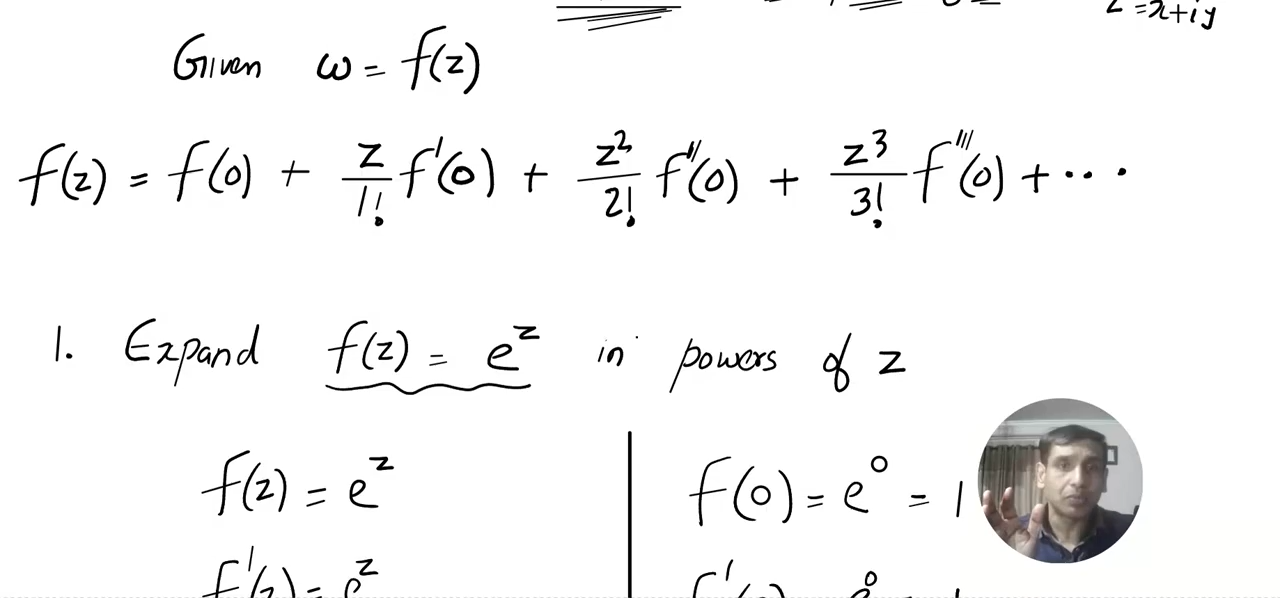 z = x+iy
Given ω = f(z)
f(z) = f(0) + z/1! f'(0) + z²/2! f''(0) + z³/3! f'''(0) + ...
1. Expand f(z) = e^z in powers of z
f(z) = e^z
f(0) = e^0 = 1
f'(z) = e^z